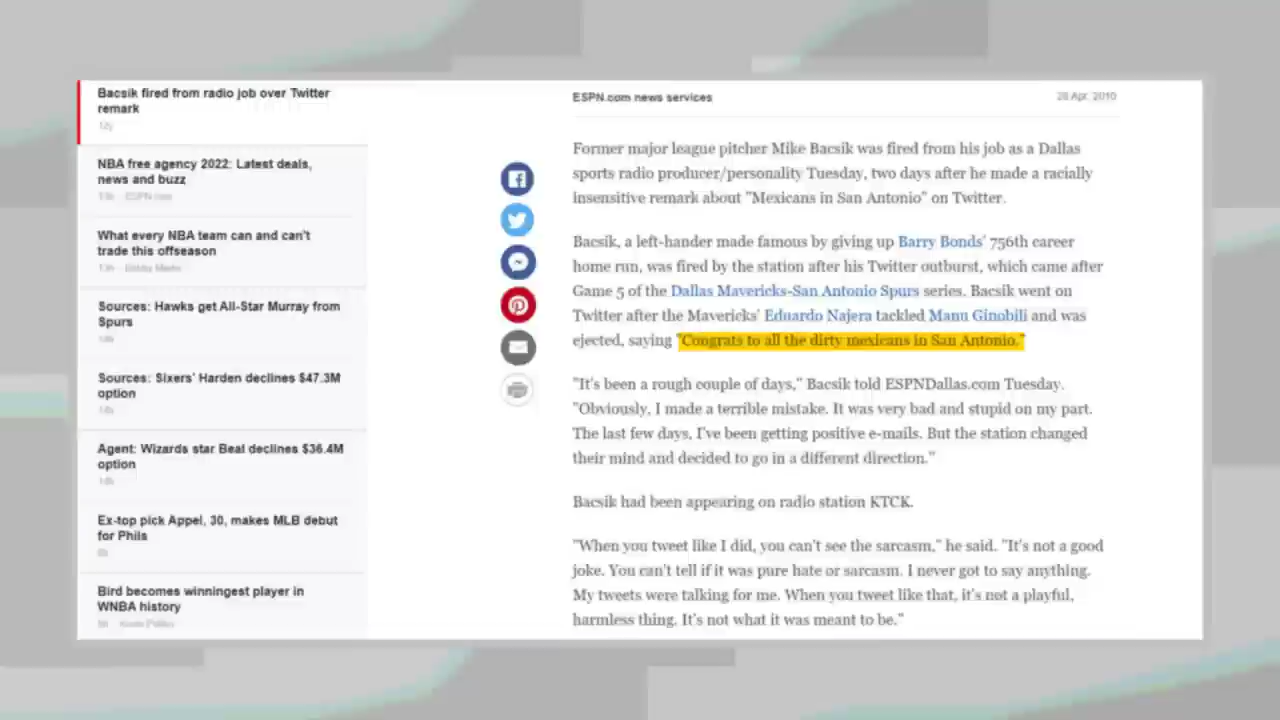 Bacsik fired from radio job over Twitter
remark
12y
NBA free agency 2022: Latest deals,
news and buzz
13h ESPN.com
What every NBA team can and can't
trade this offseason
13h Bobby Marks
Sources: Hawks get All-Star Murray from
Spurs
Sources: Sixers' Harden declines $47.3M
option
Agent: Wizards star Beal declines $36.4M
option
Ex-top pick Appel, 30, makes MLB debut
for Phils
Bird becomes winningest player in
WNBA history
ESPN.com news services
28 Apr, 2010
Former major league pitcher Mike Bacsik was fired from his job as a Dallas
sports radio producer/personality Tuesday, two days after he made a racially
insensitive remark about "Mexicans in San Antonio" on Twitter.
Bacsik, a left-hander made famous by giving up Barry Bonds' 756th career
home run, was fired by the station after his Twitter outburst, which came after
Game 5 of the Dallas Mavericks-San Antonio Spurs series. Bacsik went on
Twitter after the Mavericks' Eduardo Najera tackled Manu Ginobili and was
ejected, saying "Congrats to all the dirty mexicans in San Antonio."
"It's been a rough couple of days," Bacsik told ESPNDallas.com Tuesday.
"Obviously, I made a terrible mistake. It was very bad and stupid on my part.
The last few days, I've been getting positive e-mails. But the station changed
their mind and decided to go in a different direction."
Bacsik had been appearing on radio station KTCK.
"When you tweet like I did, you can't see the sarcasm," he said. "It's not a good
joke. You can't tell if it was pure hate or sarcasm. I never got to say anything.
My tweets were talking for me. When you tweet like that, it's not a playful,
harmless thing. It's not what it was meant to be."